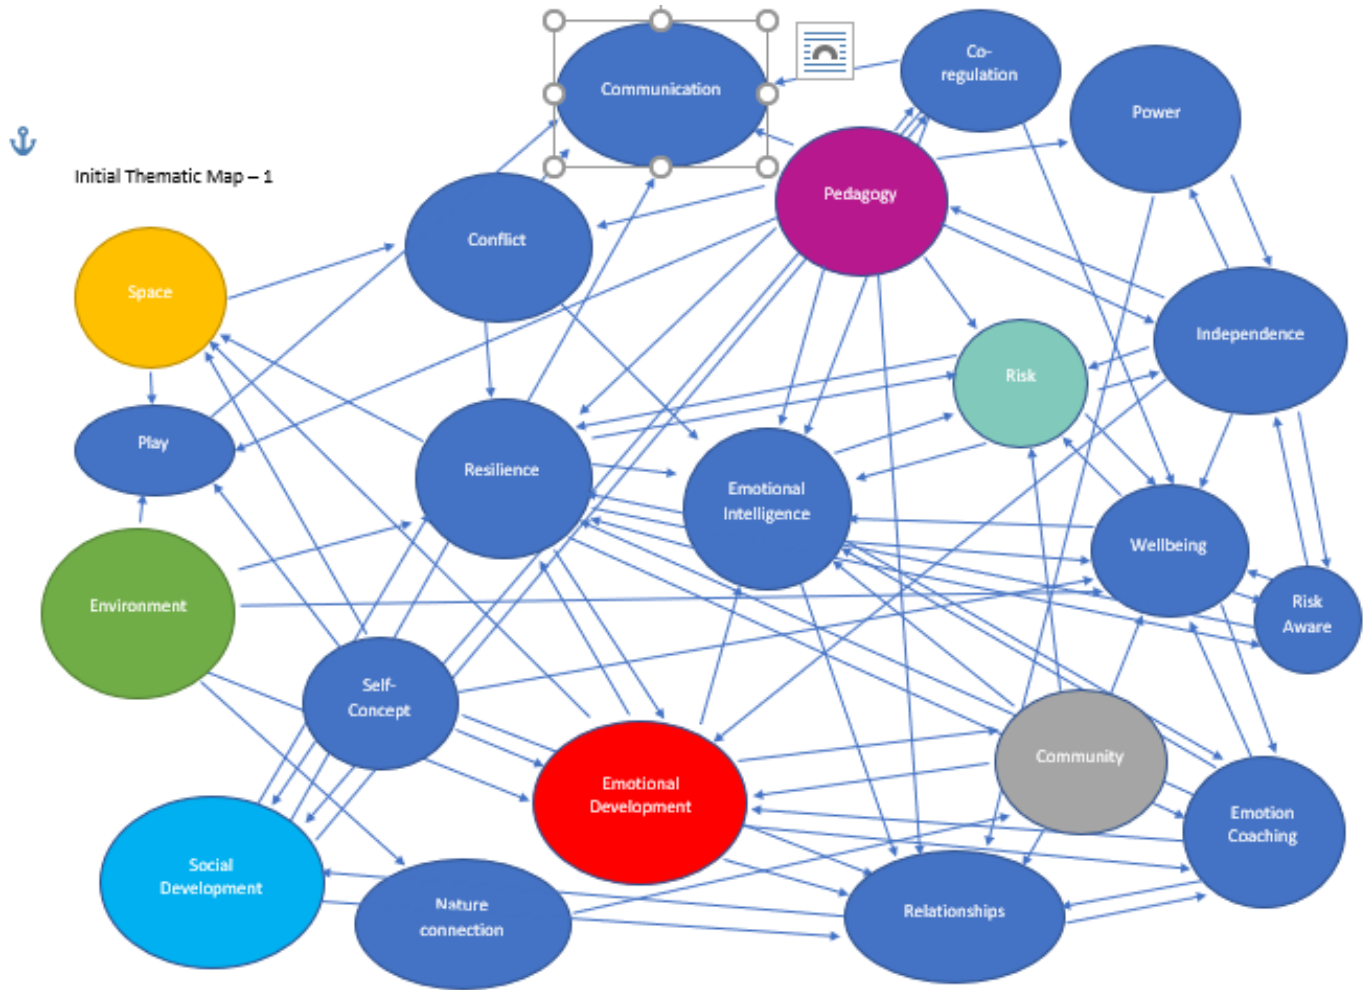 Communication
Co-
regulation
Power
Initial Thematic Map – 1
Pedagogy
Conflict
Space
Independence
Risk
Play
Resilience
Emotional
Intelligence
Wellbeing
Environment
Risk
Aware
Self-
Concept
Community
Emotional
Development
Emotion
Coaching
Social
Development
Nature
connection
Relationships